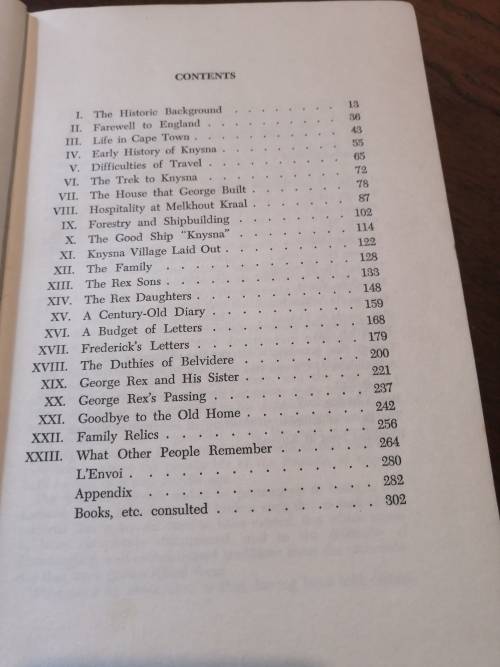 CONTENTS
I. The Historic Background . . . . . . . . 13
II. Farewell to England . . . . . . . . . 36
III. Life in Cape Town . . . . . . . . . . 43
IV. Early History of Knysna . . . . . . . . 55
V. Difficulties of Travel . . . . . . . . . 65
VI. The Trek to Knysna . . . . . . . . . 72
VII. The House that George Built . . . . . . 78
VIII. Hospitality at Melkhout Kraal . . . . . . 87
IX. Forestry and Shipbuilding . . . . . . . 102
X. The Good Ship "Knysna" . . . . . . . 114
XI. Knysna Village Laid Out . . . . . . . . 122
XII. The Family . . . . . . . . . . . 128
XIII. The Rex Sons . . . . . . . . . . . 133
XIV. The Rex Daughters . . . . . . . . . 148
XV. A Century-Old Diary . . . . . . . . . 159
XVI. A Budget of Letters . . . . . . . . . 168
XVII. Frederick's Letters . . . . . . . . . 179
XVIII. The Duthies of Belvidere . . . . . . . 200
XIX. George Rex and His Sister . . . . . . . 221
XX. George Rex's Passing . . . . . . . . 237
XXI. Goodbye to the Old Home . . . . . . . 242
XXII. Family Relics . . . . . . . . . . . 256
XXIII. What Other People Remember . . . . . . 264
L'Envoi . . . . . . . . . . . . . 280
Appendix . . . . . . . . . . . . 282
Books, etc. consulted . . . . . . . . . 302